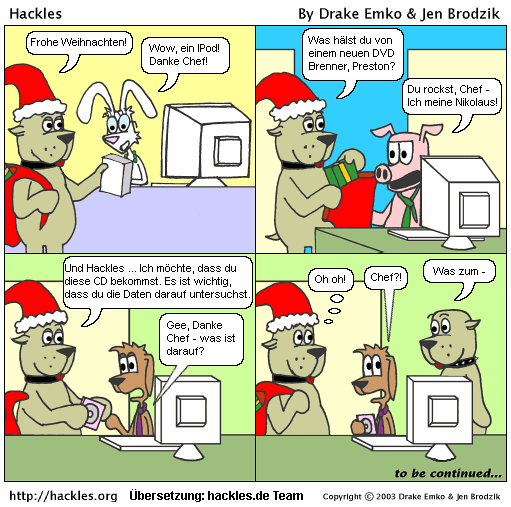 Hackles
By Drake Emko & Jen Brodzik
Frohe Weihnachten!
Wow, ein IPod!
Danke Chef!
Was hälst du von
einem neuen DVD
Brenner, Preston?
Du rockst, Chef -
Ich meine Nikolaus!
Und Hackles ... Ich möchte, dass du
diese CD bekommst. Es ist wichtig,
dass du die Daten darauf untersuchst.
Gee, Danke
Chef - was ist
darauf?
Oh oh!
Chef?!
Was zum -
to be continued...
http://hackles.org
Übersetzung: hackles.de Team
Copyright © 2003 Drake Emko & Jen Brodzik